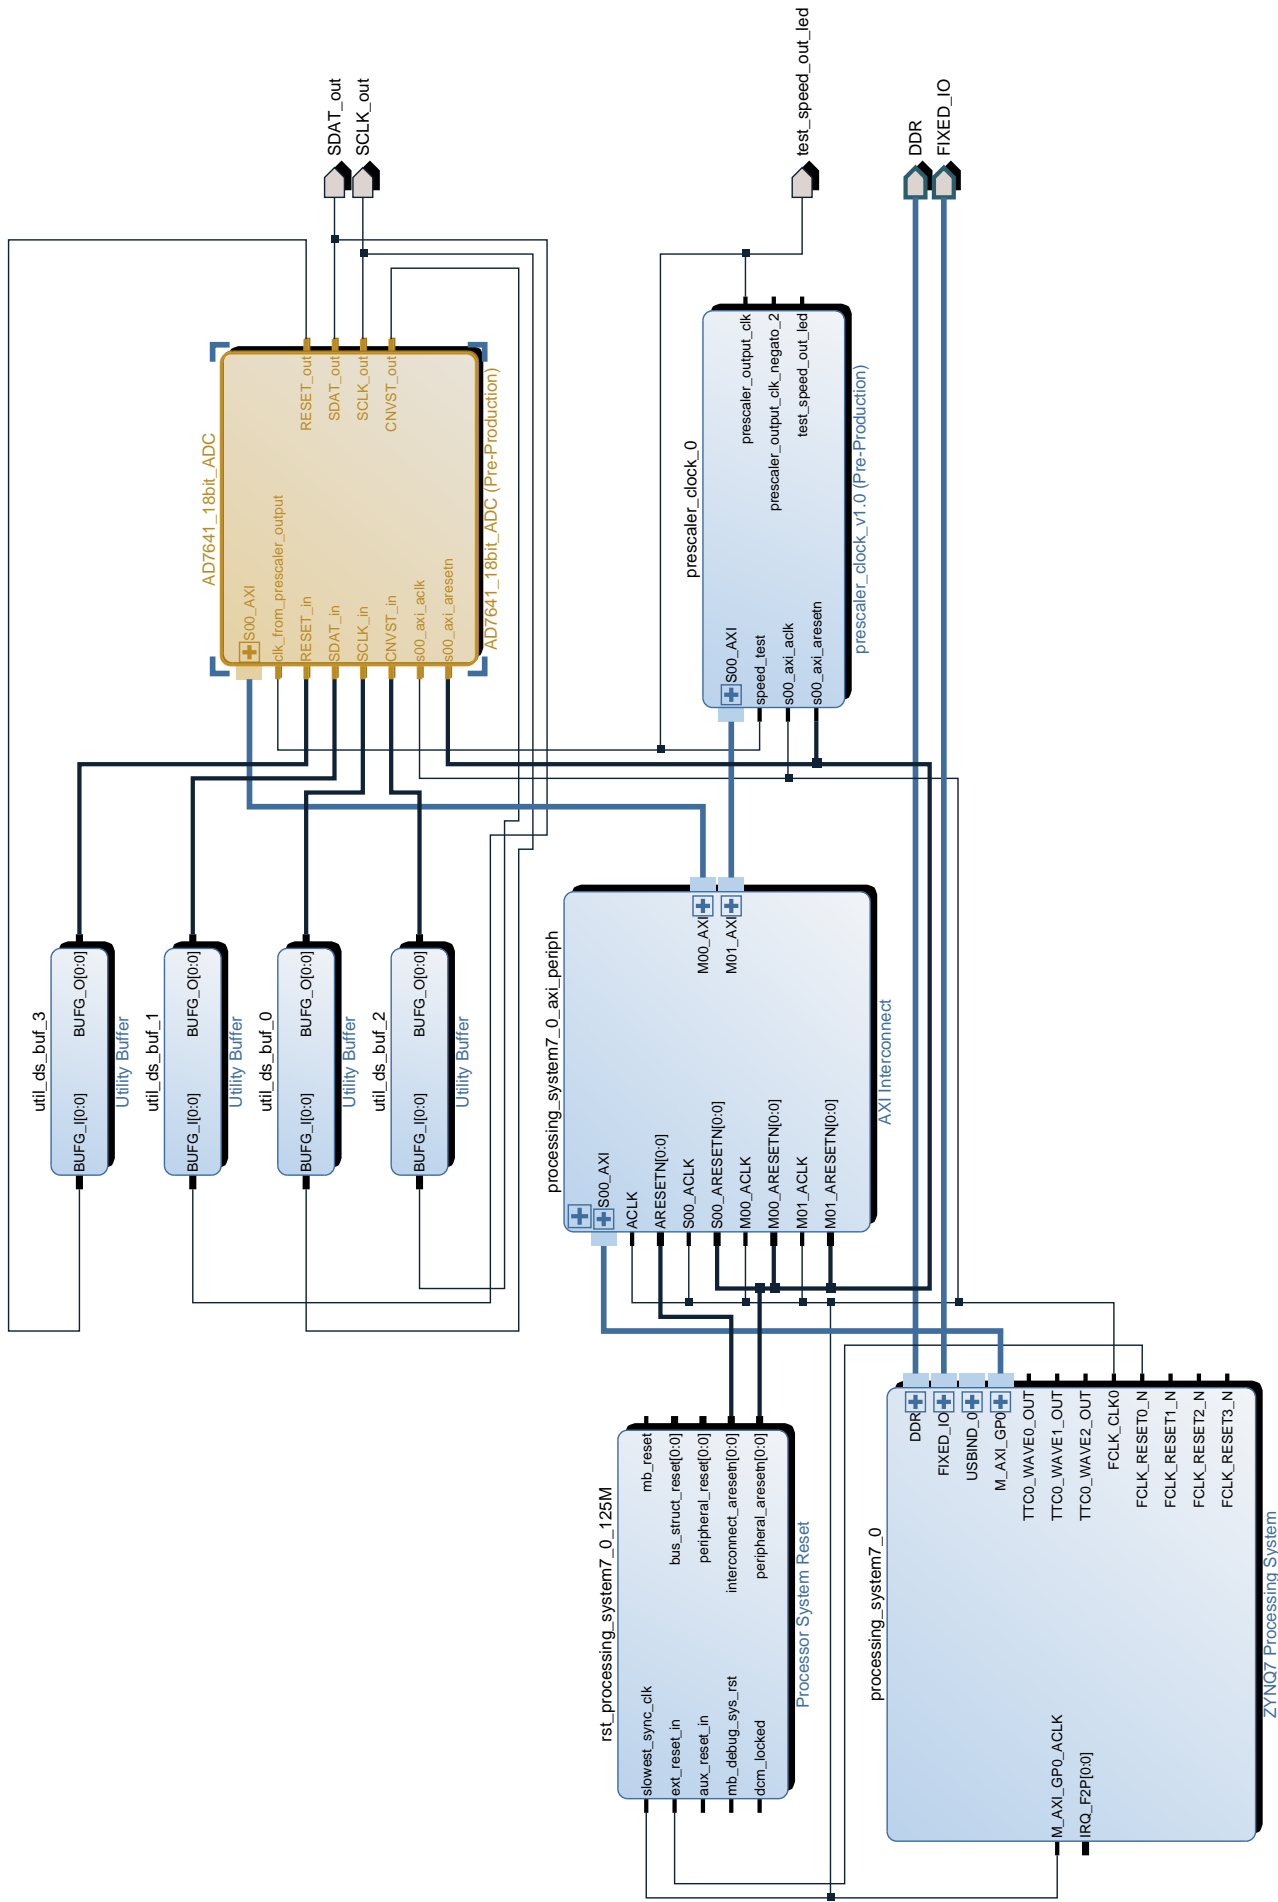 SDAT_out
SCLK_out
test_speed_out_led
DDR
FIXED_IO
AD7641_18bit_ADC
S00_AXI
clk_from_prescaler_output
RESET_in
SDAT_in
SCLK_in
CNVST_in
s00_axi_aclk
s00_axi_aresetn
RESET_out
SDAT_out
SCLK_out
CNVST_out
AD7641_18bit_ADC (Pre-Production)
prescaler_clock_0
S00_AXI
speed_test
s00_axi_aclk
s00_axi_aresetn
prescaler_output_clk
prescaler_output_clk_negato_2
test_speed_out_led
prescaler_clock_v1.0 (Pre-Production)
util_ds_buf_3
BUFG_I[0:0]
BUFG_O[0:0]
Utility Buffer
util_ds_buf_1
BUFG_I[0:0]
BUFG_O[0:0]
Utility Buffer
util_ds_buf_0
BUFG_I[0:0]
BUFG_O[0:0]
Utility Buffer
util_ds_buf_2
BUFG_I[0:0]
BUFG_O[0:0]
Utility Buffer
processing_system7_0_axi_periph
S00_AXI
ACLK
ARESETN[0:0]
S00_ACLK
S00_ARESETN[0:0]
M00_ACLK
M00_ARESETN[0:0]
M01_ACLK
M01_ARESETN[0:0]
M00_AXI
M01_AXI
AXI Interconnect
rst_processing_system7_0_125M
slowest_sync_clk
ext_reset_in
aux_reset_in
mb_debug_sys_rst
dcm_locked
mb_reset
bus_struct_reset[0:0]
peripheral_reset[0:0]
interconnect_aresetn[0:0]
peripheral_aresetn[0:0]
Processor System Reset
processing_system7_0
M_AXI_GP0_ACLK
IRQ_F2P[0:0]
DDR
FIXED_IO
USBIND_0
M_AXI_GP0
TTC0_WAVE0_OUT
TTC0_WAVE1_OUT
TTC0_WAVE2_OUT
FCLK_CLK0
FCLK_RESET0_N
FCLK_RESET1_N
FCLK_RESET2_N
FCLK_RESET3_N
ZYNQ7 Processing System